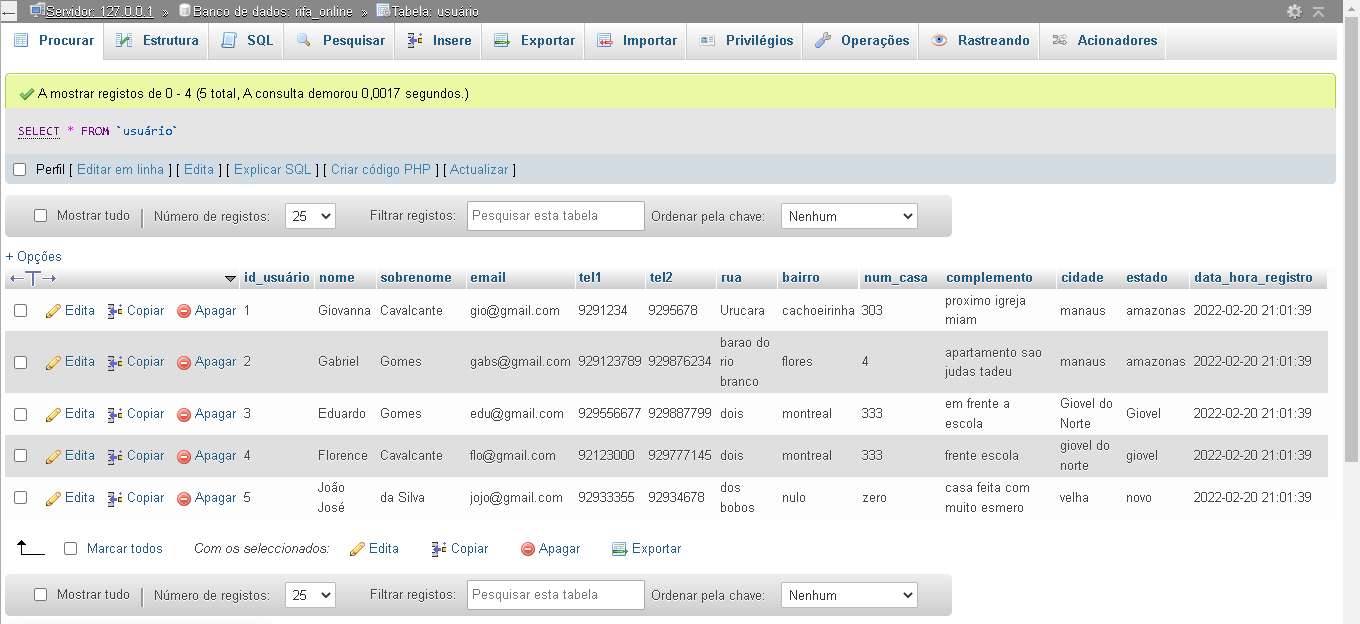 Servidor: 127.0.0.1 » Banco de dados: rifa_online » Tabela: usuário
Procurar Estrutura SQL Pesquisar Insere Exportar Importar Privilégios Operações Rastreando Acionadores
A mostrar registos de 0 - 4 (5 total, A consulta demorou 0,0017 segundos.)
SELECT * FROM `usuário`
Perfil [ Editar em linha ] [ Edita ] [ Explicar SQL ] [ Criar código PHP ] [ Actualizar ]
Mostrar tudo | Número de registos: 25 Filtrar registos: Pesquisar esta tabela Ordenar pela chave: Nenhum
+ Opções
←T→ id_usuário nome sobrenome email tel1 tel2 rua bairro num_casa complemento cidade estado data_hora_registro
Edita Copiar Apagar 1 Giovanna Cavalcante gio@gmail.com 9291234 9295678 Urucara cachoeirinha 303 proximo igreja miam manaus amazonas 2022-02-20 21:01:39
Edita Copiar Apagar 2 Gabriel Gomes gabs@gmail.com 929123789 929876234 barao do rio branco flores 4 apartamento sao judas tadeu manaus amazonas 2022-02-20 21:01:39
Edita Copiar Apagar 3 Eduardo Gomes edu@gmail.com 929556677 929887799 dois montreal 333 em frente a escola Giovel do Norte Giovel 2022-02-20 21:01:39
Edita Copiar Apagar 4 Florence Cavalcante flo@gmail.com 92123000 929777145 dois montreal 333 frente escola giovel do norte giovel 2022-02-20 21:01:39
Edita Copiar Apagar 5 João José da Silva jojo@gmail.com 92933355 92934678 dos bobos nulo zero casa feita com muito esmero velha novo 2022-02-20 21:01:39
Marcar todos Com os seleccionados: Edita Copiar Apagar Exportar
Mostrar tudo | Número de registos: 25 Filtrar registos: Pesquisar esta tabela Ordenar pela chave: Nenhum